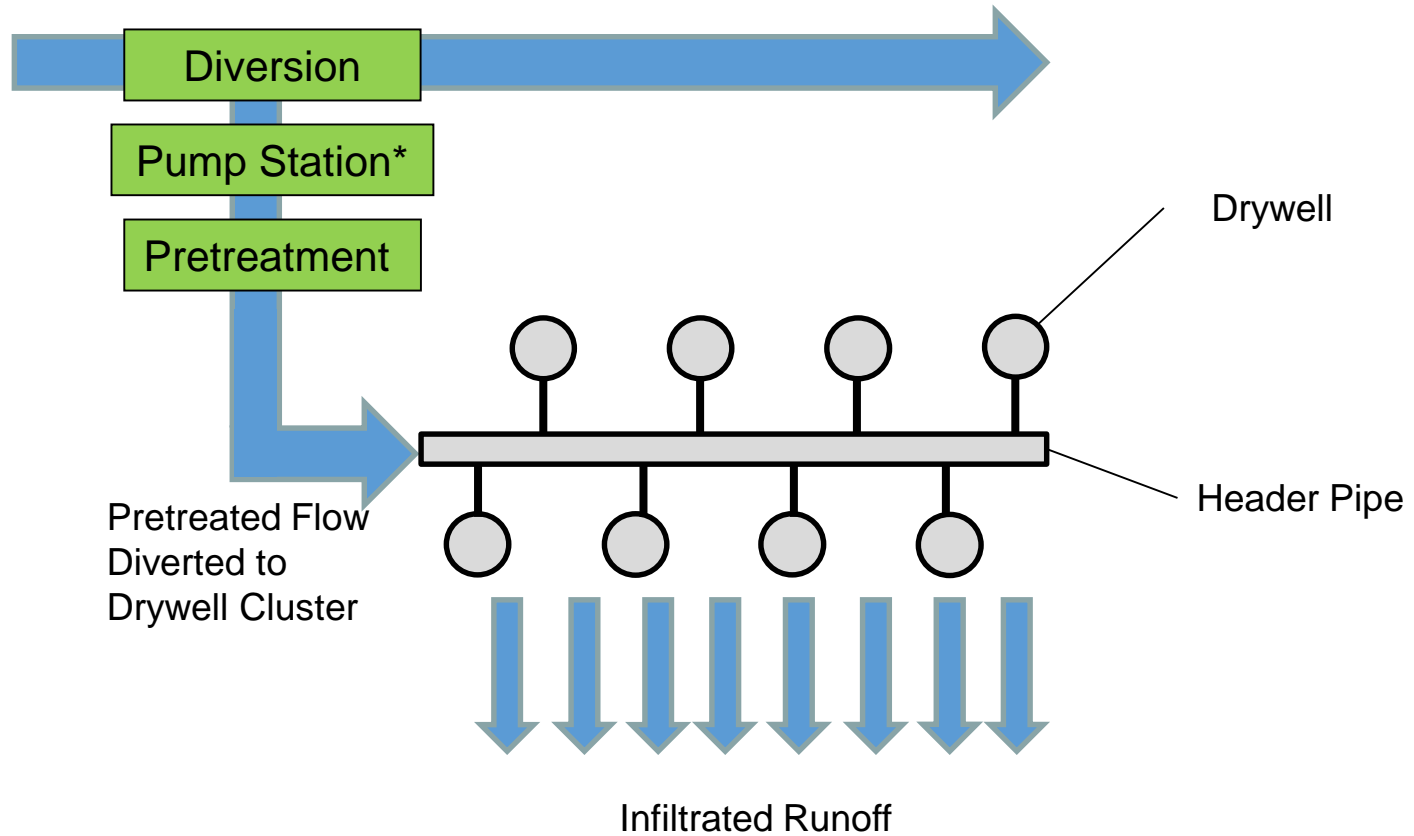 Diversion
Pump Station*
Pretreatment
Drywell
Header Pipe
Pretreated Flow
Diverted to
Drywell Cluster
Infiltrated Runoff